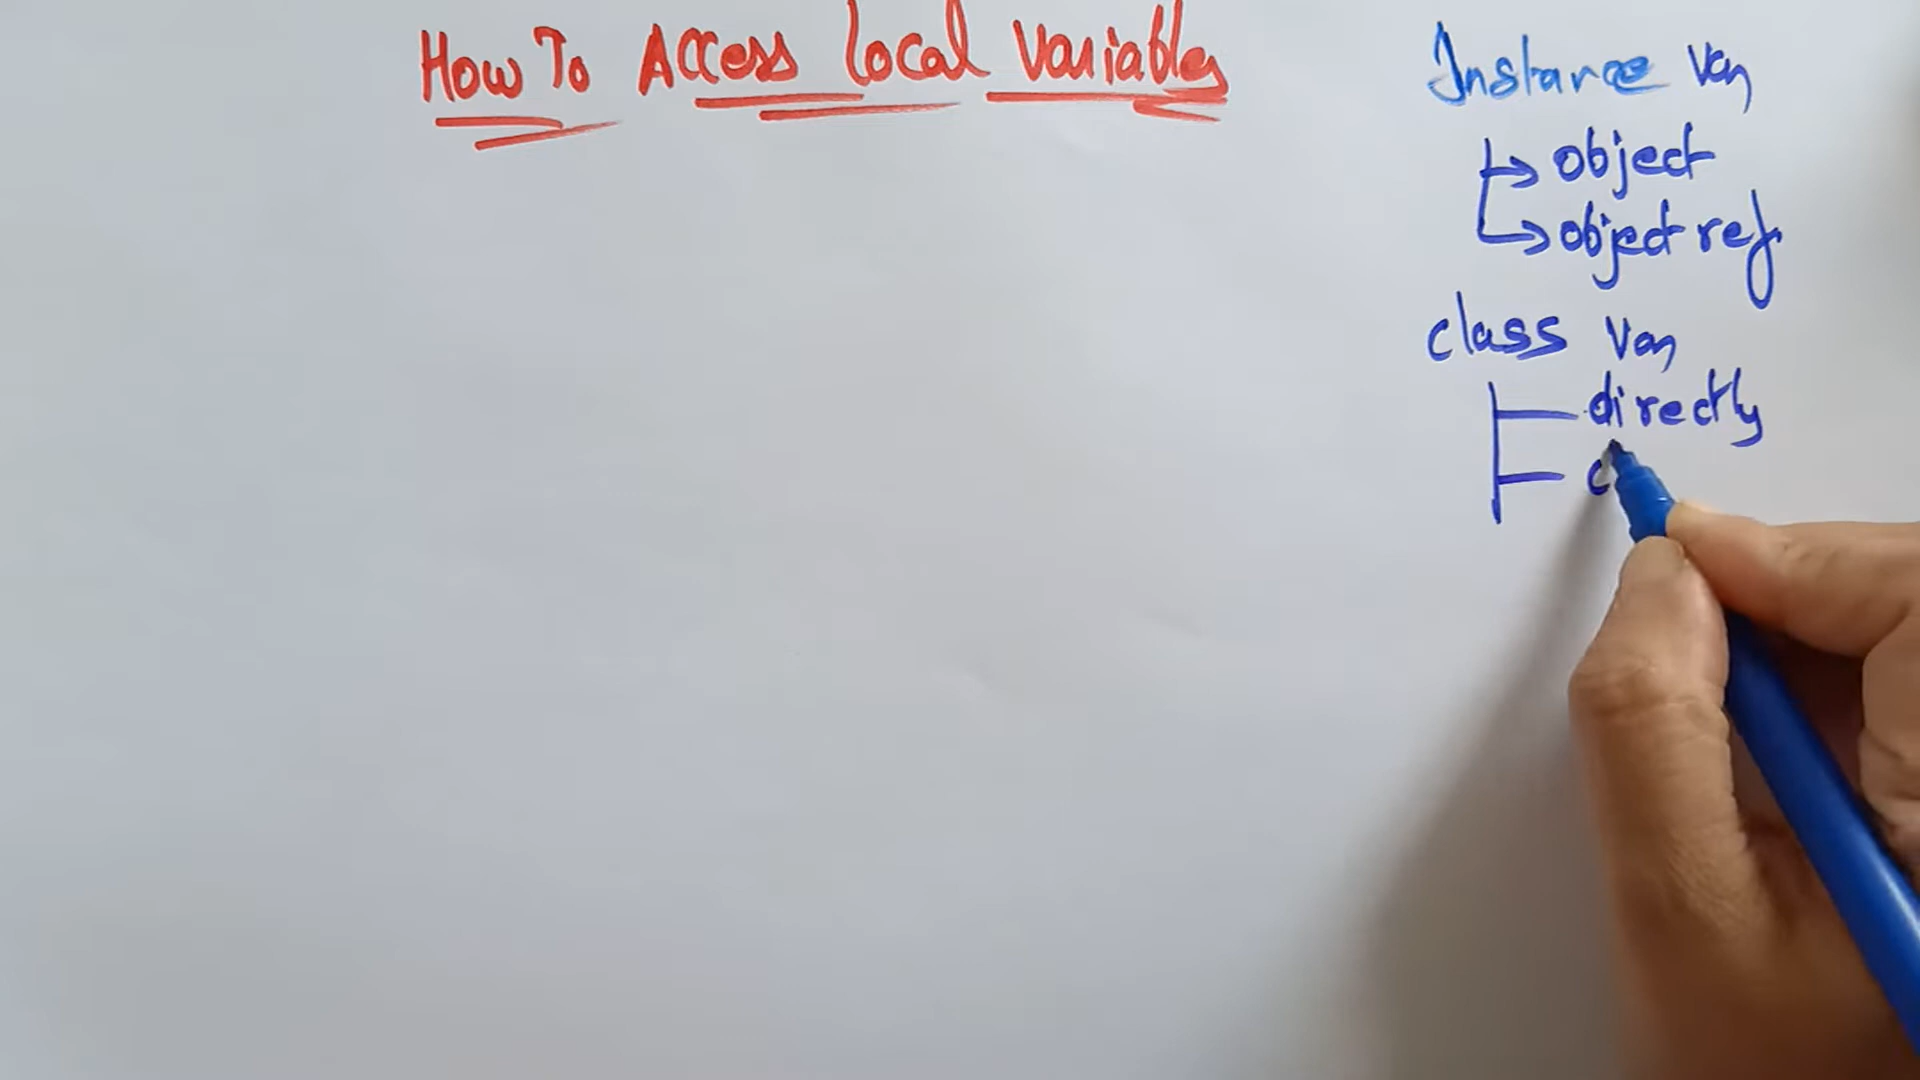 How To Access local variables
Instance Var
object
object ref
class Var
directly
c